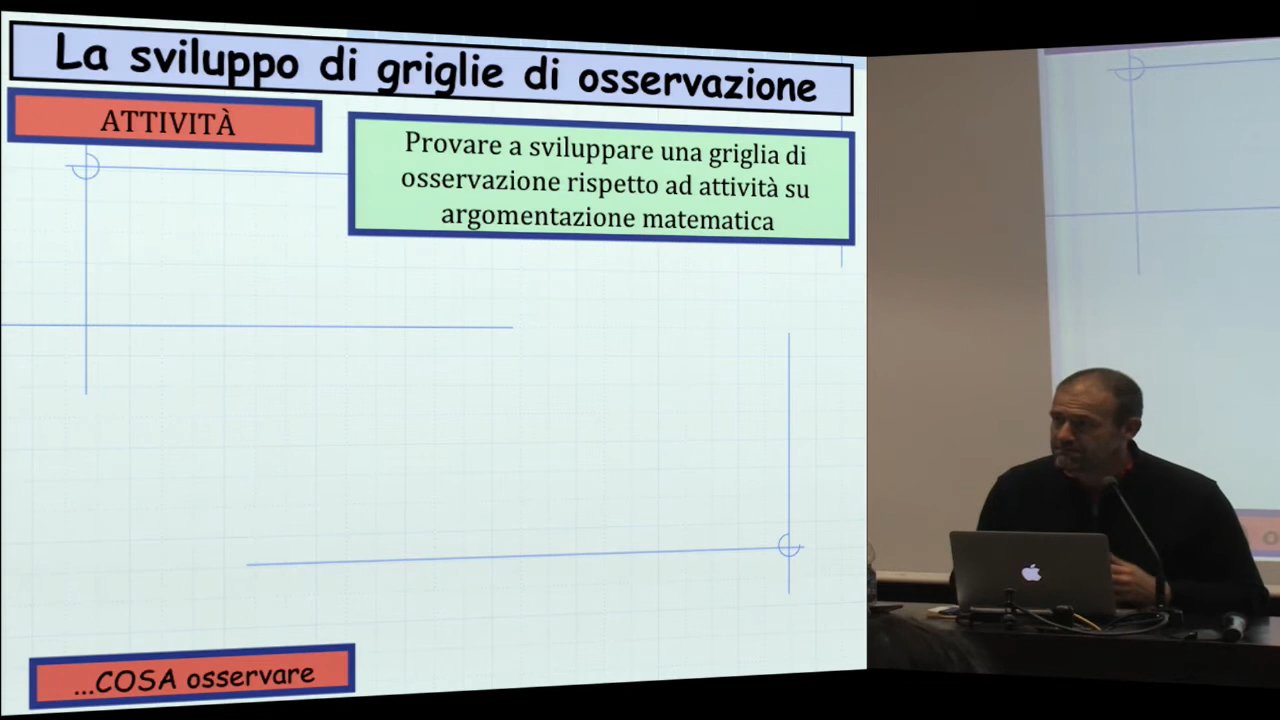 La sviluppo di griglie di osservazione
ATTIVITÀ
Provare a sviluppare una griglia di
osservazione rispetto ad attività su
argomentazione matematica
...COSA osservare